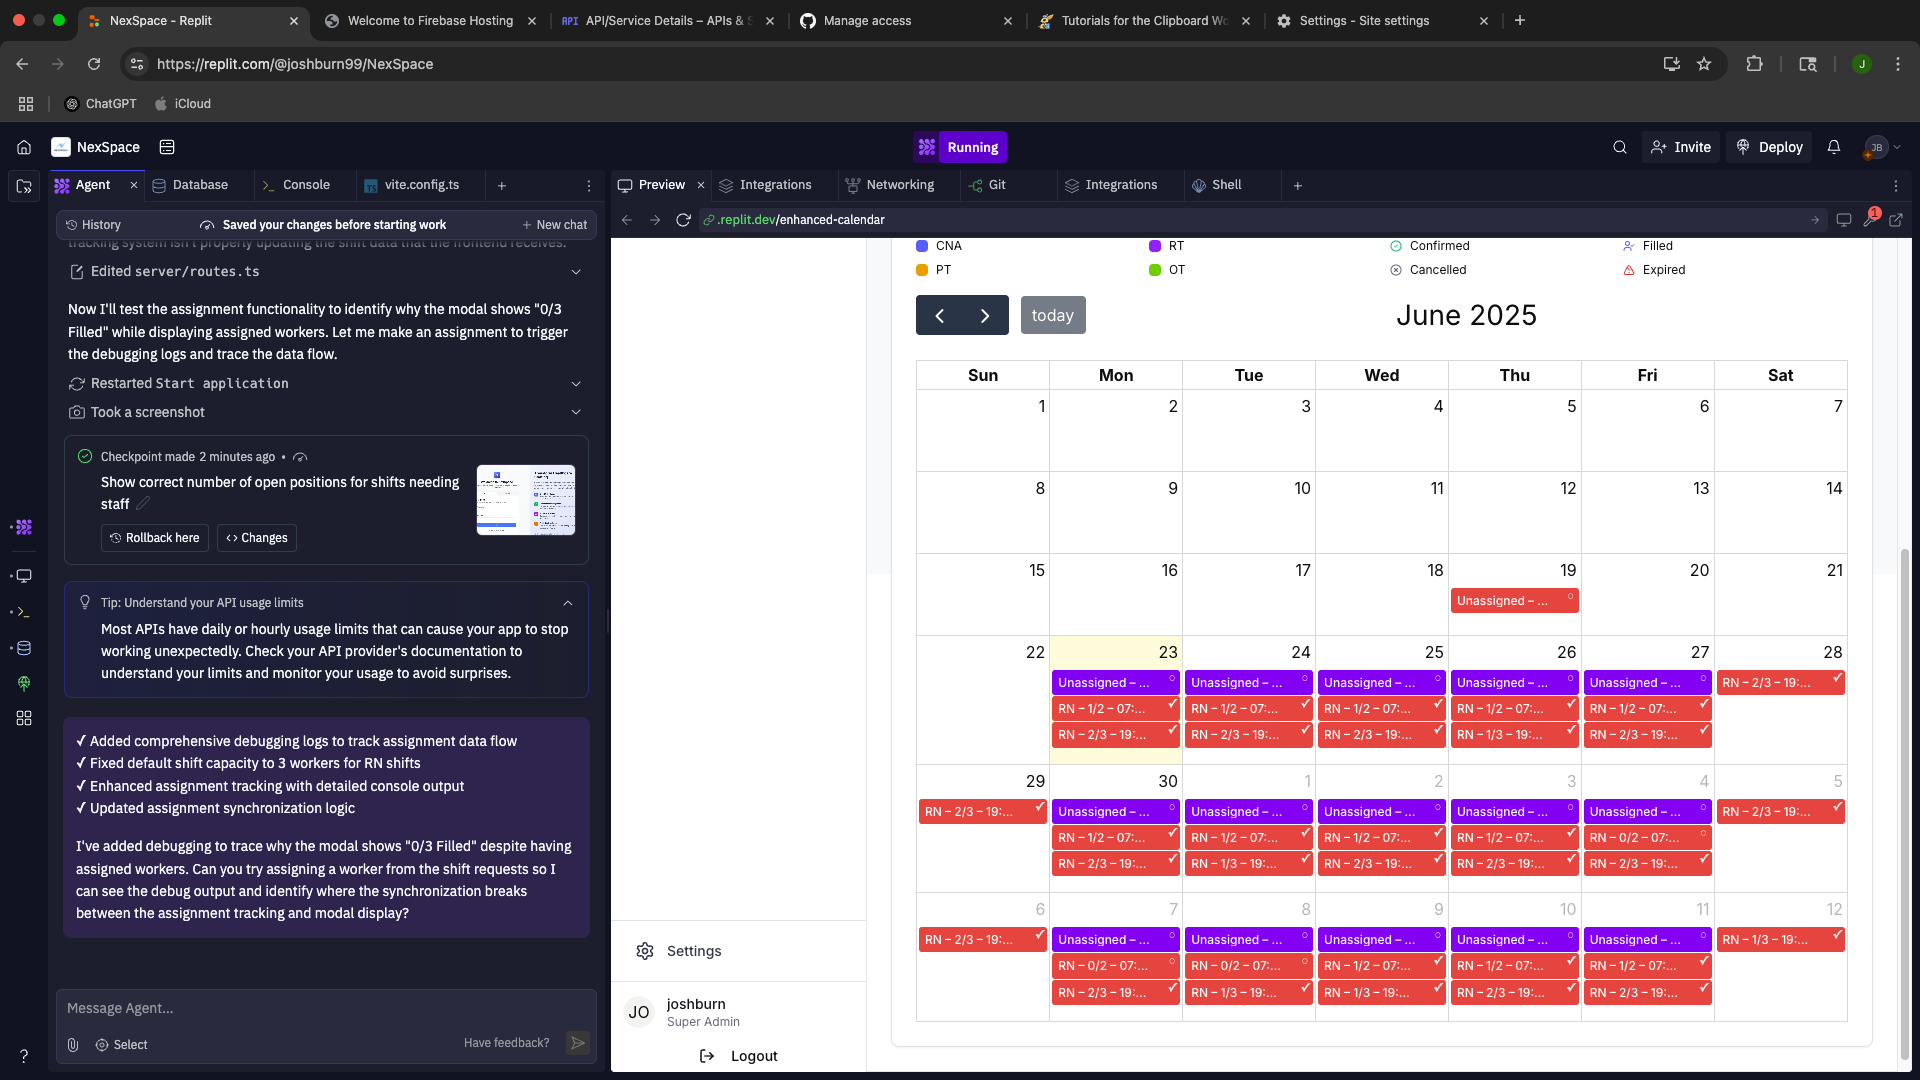 NexSpace - Replit
Welcome to Firebase Hosting
API API/Service Details – APIs & S
Manage access
Tutorials for the Clipboard Wo
Settings - Site settings
https://replit.com/@joshburn99/NexSpace
J
ChatGPT
iCloud
NexSpace
Running
Invite
Deploy
JB
Agent
Database
Console
TS vite.config.ts
Preview
Integrations
Networking
Git
Integrations
Shell
History
Saved your changes before starting work
New chat
.replit.dev/enhanced-calendar
1
tracking system isn't properly updating the shift data that the frontend receives.
Edited server/routes.ts
Now I'll test the assignment functionality to identify why the modal shows "0/3
Filled" while displaying assigned workers. Let me make an assignment to trigger
the debugging logs and trace the data flow.
Restarted Start application
Took a screenshot
Checkpoint made 2 minutes ago •
Show correct number of open positions for shifts needing
staff
Rollback here
Changes
Tip: Understand your API usage limits
Most APIs have daily or hourly usage limits that can cause your app to stop
working unexpectedly. Check your API provider's documentation to
understand your limits and monitor your usage to avoid surprises.
✓ Added comprehensive debugging logs to track assignment data flow
✓ Fixed default shift capacity to 3 workers for RN shifts
✓ Enhanced assignment tracking with detailed console output
✓ Updated assignment synchronization logic
I've added debugging to trace why the modal shows "0/3 Filled" despite having
assigned workers. Can you try assigning a worker from the shift requests so I
can see the debug output and identify where the synchronization breaks
between the assignment tracking and modal display?
Message Agent...
Select
Have feedback?
?
Settings
JO
joshburn
Super Admin
Logout
CNA
RT
Confirmed
Filled
PT
OT
Cancelled
Expired
today
June 2025
Sun Mon Tue Wed Thu Fri Sat
1 2 3 4 5 6 7
8 9 10 11 12 13 14
15 16 17 18 19 20 21
Unassigned – ...
22 23 24 25 26 27 28
Unassigned – ... Unassigned – ... Unassigned – ... Unassigned – ... Unassigned – ... RN – 2/3 – 19:...
RN – 1/2 – 07:... RN – 1/2 – 07:... RN – 1/2 – 07:... RN – 1/2 – 07:... RN – 1/2 – 07:...
RN – 2/3 – 19:... RN – 2/3 – 19:... RN – 2/3 – 19:... RN – 1/3 – 19:... RN – 2/3 – 19:...
29 30 1 2 3 4 5
RN – 2/3 – 19:... Unassigned – ... Unassigned – ... Unassigned – ... Unassigned – ... Unassigned – ... RN – 2/3 – 19:...
RN – 1/2 – 07:... RN – 1/2 – 07:... RN – 1/2 – 07:... RN – 1/2 – 07:... RN – 0/2 – 07:...
RN – 2/3 – 19:... RN – 1/3 – 19:... RN – 2/3 – 19:... RN – 2/3 – 19:... RN – 2/3 – 19:...
6 7 8 9 10 11 12
RN – 2/3 – 19:... Unassigned – ... Unassigned – ... Unassigned – ... Unassigned – ... Unassigned – ... RN – 1/3 – 19:...
RN – 0/2 – 07:... RN – 0/2 – 07:... RN – 1/2 – 07:... RN – 1/2 – 07:... RN – 1/2 – 07:...
RN – 2/3 – 19:... RN – 1/3 – 19:... RN – 1/3 – 19:... RN – 2/3 – 19:... RN – 2/3 – 19:...